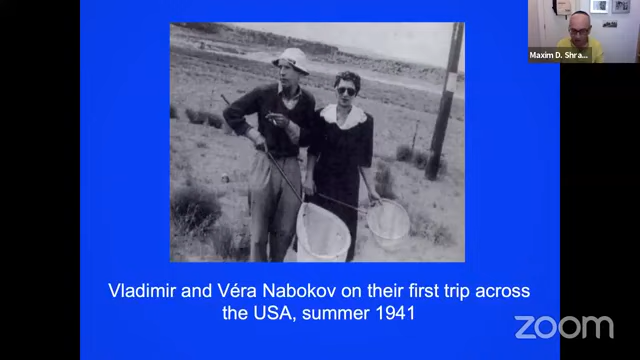 Maxim D. Shra...
Vladimir and Véra Nabokov on their first trip across
the USA, summer 1941
zoom